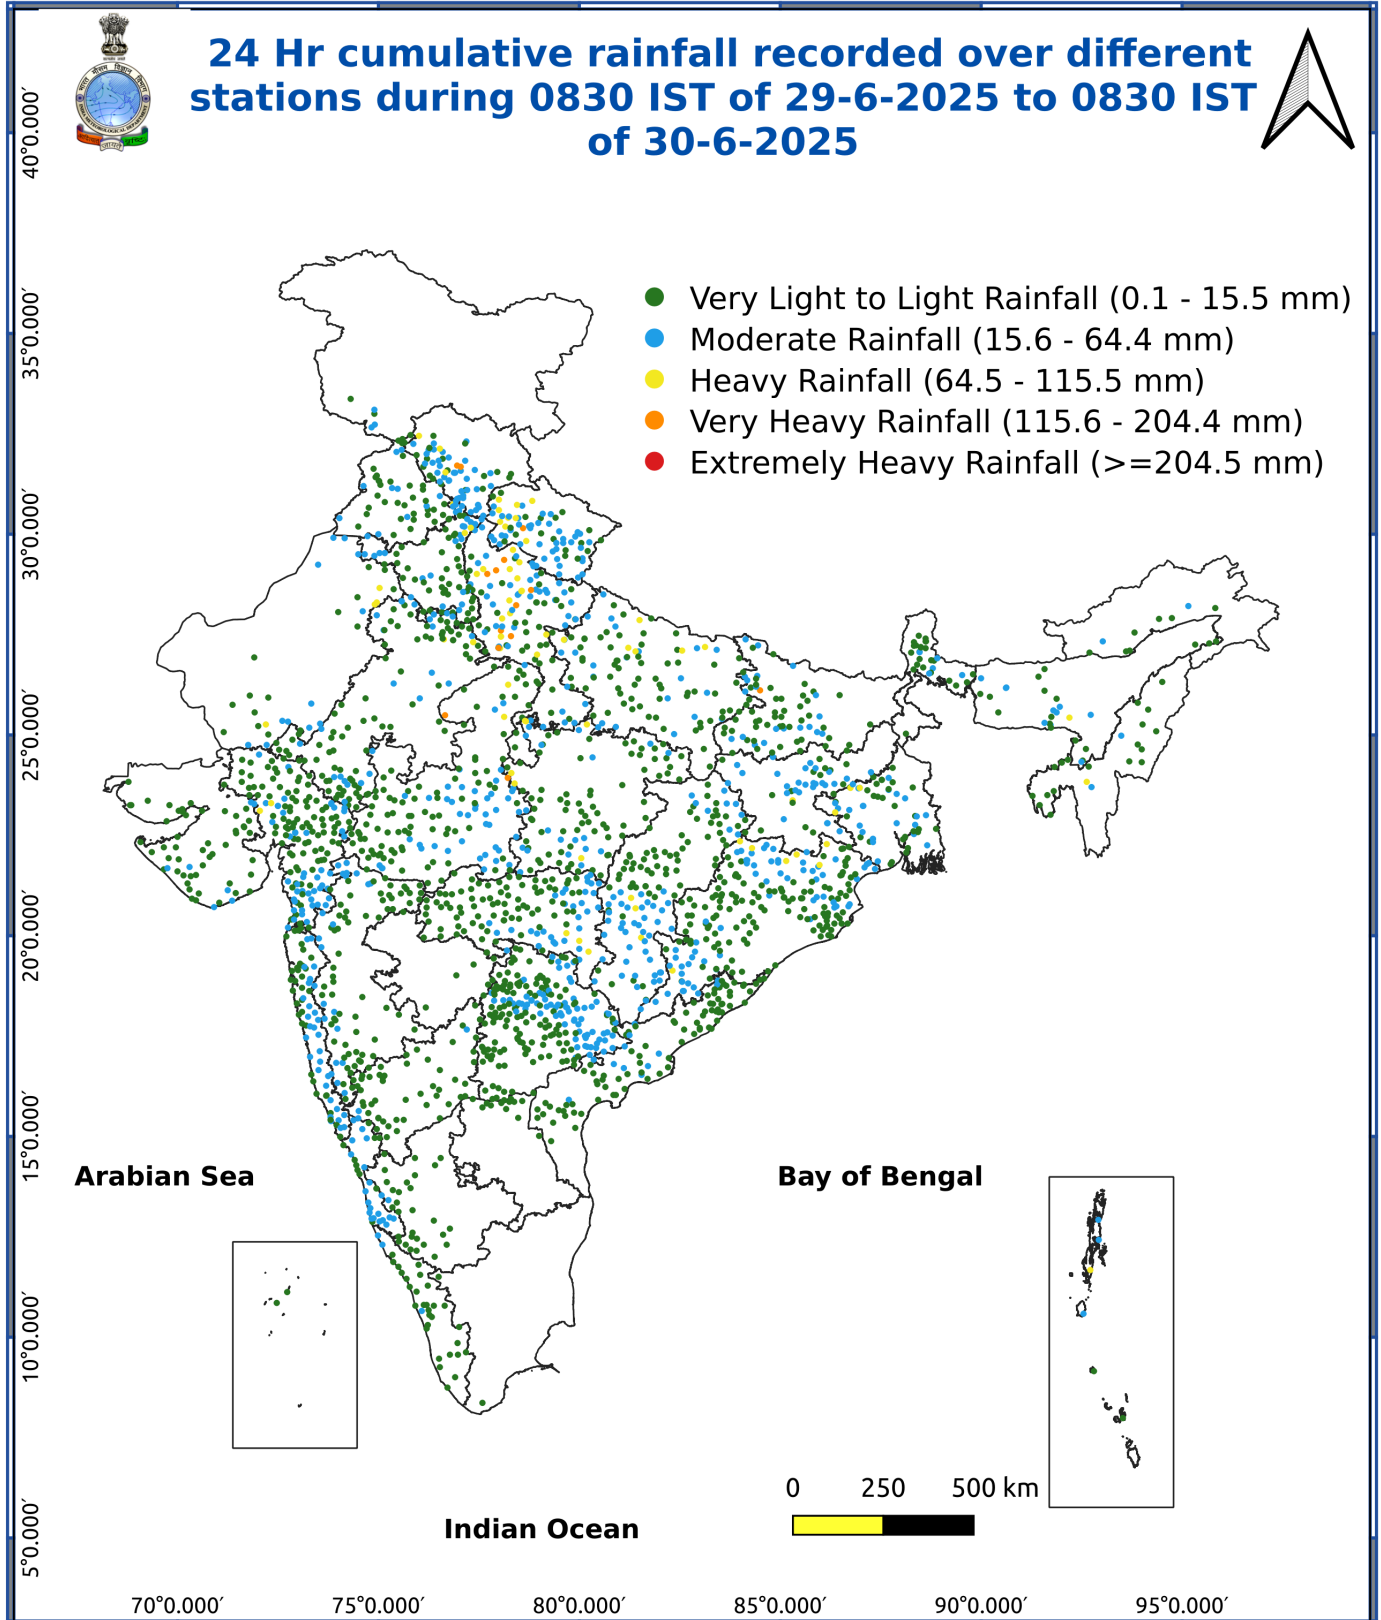 24 Hr cumulative rainfall recorded over different
stations during 0830 IST of 29-6-2025 to 0830 IST
of 30-6-2025
Very Light to Light Rainfall (0.1 - 15.5 mm)
Moderate Rainfall (15.6 - 64.4 mm)
Heavy Rainfall (64.5 - 115.5 mm)
Very Heavy Rainfall (115.6 - 204.4 mm)
Extremely Heavy Rainfall (>=204.5 mm)
40°0.000′
35°0.000′
30°0.000′
25°0.000′
20°0.000′
15°0.000′
10°0.000′
5°0.000′
Arabian Sea
Bay of Bengal
Indian Ocean
0 250 500 km
70°0.000′ 75°0.000′ 80°0.000′ 85°0.000′ 90°0.000′ 95°0.000′